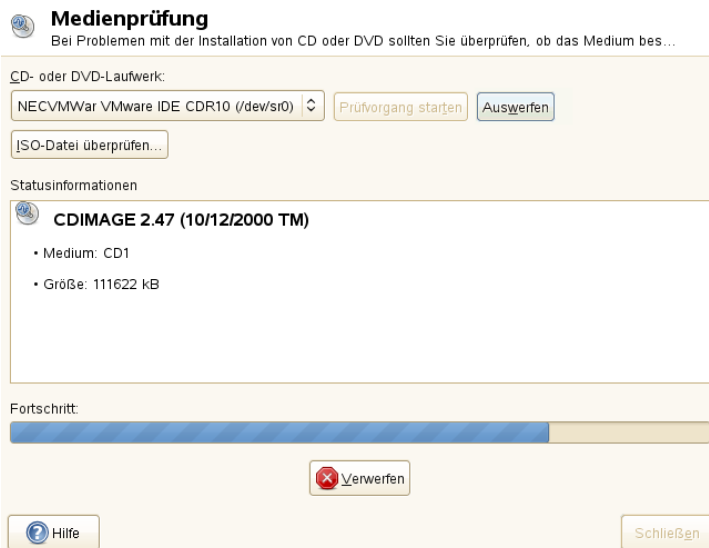 Medienprüfung
Bei Problemen mit der Installation von CD oder DVD sollten Sie überprüfen, ob das Medium bes...
CD- oder DVD-Laufwerk:
NECVMWar VMware IDE CDR10 (/dev/sr0) Prüfvorgang starten Auswerfen
ISO-Datei überprüfen...
Statusinformationen
CDIMAGE 2.47 (10/12/2000 TM)
• Medium: CD1
• Größe: 111622 kB
Fortschritt:
Verwerfen
Hilfe Schließen